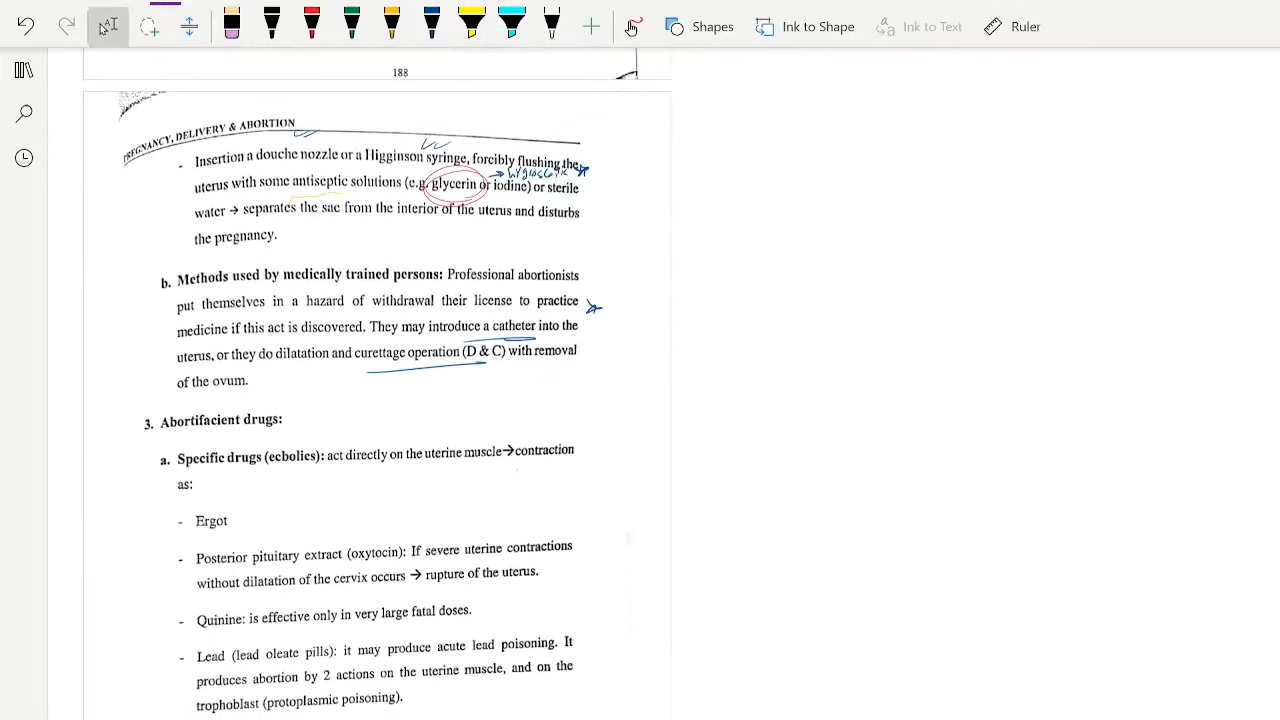 Shapes
Ink to Shape
Ink to Text
Ruler
188
PREGNANCY, DELIVERY & ABORTION
- Insertion a douche nozzle or a Higginson syringe, forcibly flushing the
hygroscopic
uterus with some antiseptic solutions (e.g. glycerin or iodine) or sterile
water → separates the sac from the interior of the uterus and disturbs
the pregnancy.
b. Methods used by medically trained persons: Professional abortionists
put themselves in a hazard of withdrawal their license to practice
medicine if this act is discovered. They may introduce a catheter into the
uterus, or they do dilatation and curettage operation (D & C) with removal
of the ovum.
3. Abortifacient drugs:
a. Specific drugs (ecbolics): act directly on the uterine muscle→contraction
as:
- Ergot
- Posterior pituitary extract (oxytocin): If severe uterine contractions
without dilatation of the cervix occurs → rupture of the uterus.
- Quinine: is effective only in very large fatal doses.
- Lead (lead oleate pills): it may produce acute lead poisoning. It
produces abortion by 2 actions on the uterine muscle, and on the
trophoblast (protoplasmic poisoning).